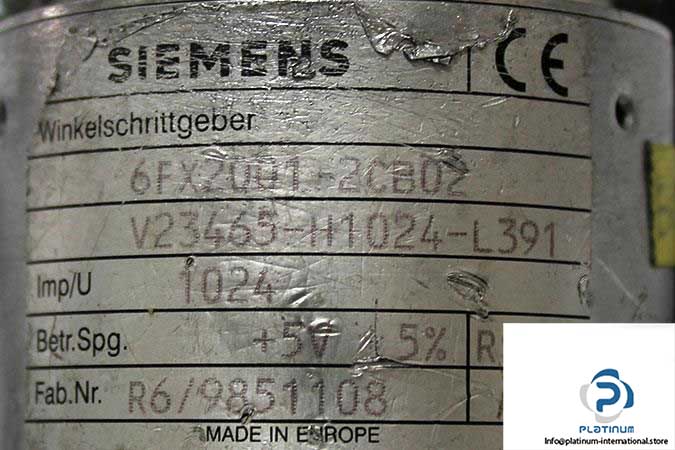 SIEMENS CE
Winkelschrittgeber
6FX2001-2CB02
V23465-H1024-L391
Imp/U 1024
Betr.Spg. +5V 5% R
Fab.Nr. R6/9851108
MADE IN EUROPE
PLATINUM
Info@platinum-international.store